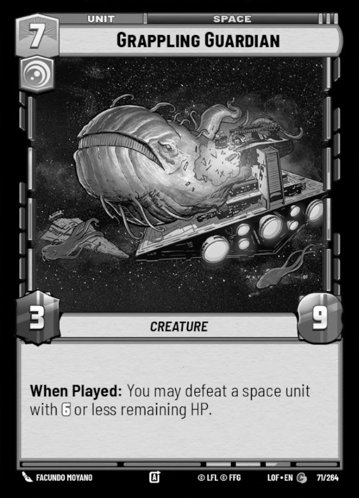 UNIT
SPACE
7
GRAPPLING GUARDIAN
3
CREATURE
9
When Played: You may defeat a space unit
with 6 or less remaining HP.
FACUNDO MOYANO
A
© LFL © FFG
LOF • EN
71/264